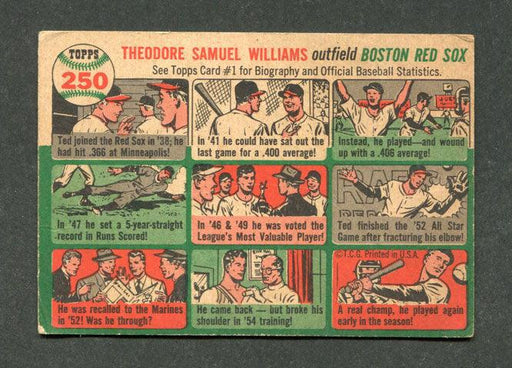 TOPPS
250
THEODORE SAMUEL WILLIAMS outfield BOSTON RED SOX
See Topps Card #1 for Biography and Official Baseball Statistics.
Ted joined the Red Sox in '38; he
had hit .366 at Minneapolis!
In '41 he could have sat out the
last game for a .400 average!
Instead, he played—and wound
up with a .406 average!
In '47 he set a 5-year-straight
record in Runs Scored!
In '46 & '49 he was voted the
League's Most Valuable Player!
Ted finished the '52 All Star
Game after fracturing his elbow!
He was recalled to the Marines
in '52! Was he through?
He came back — but broke his
shoulder in '54 training!
©T.C.G. Printed in U.S.A.
A real champ, he played again
early in the season!